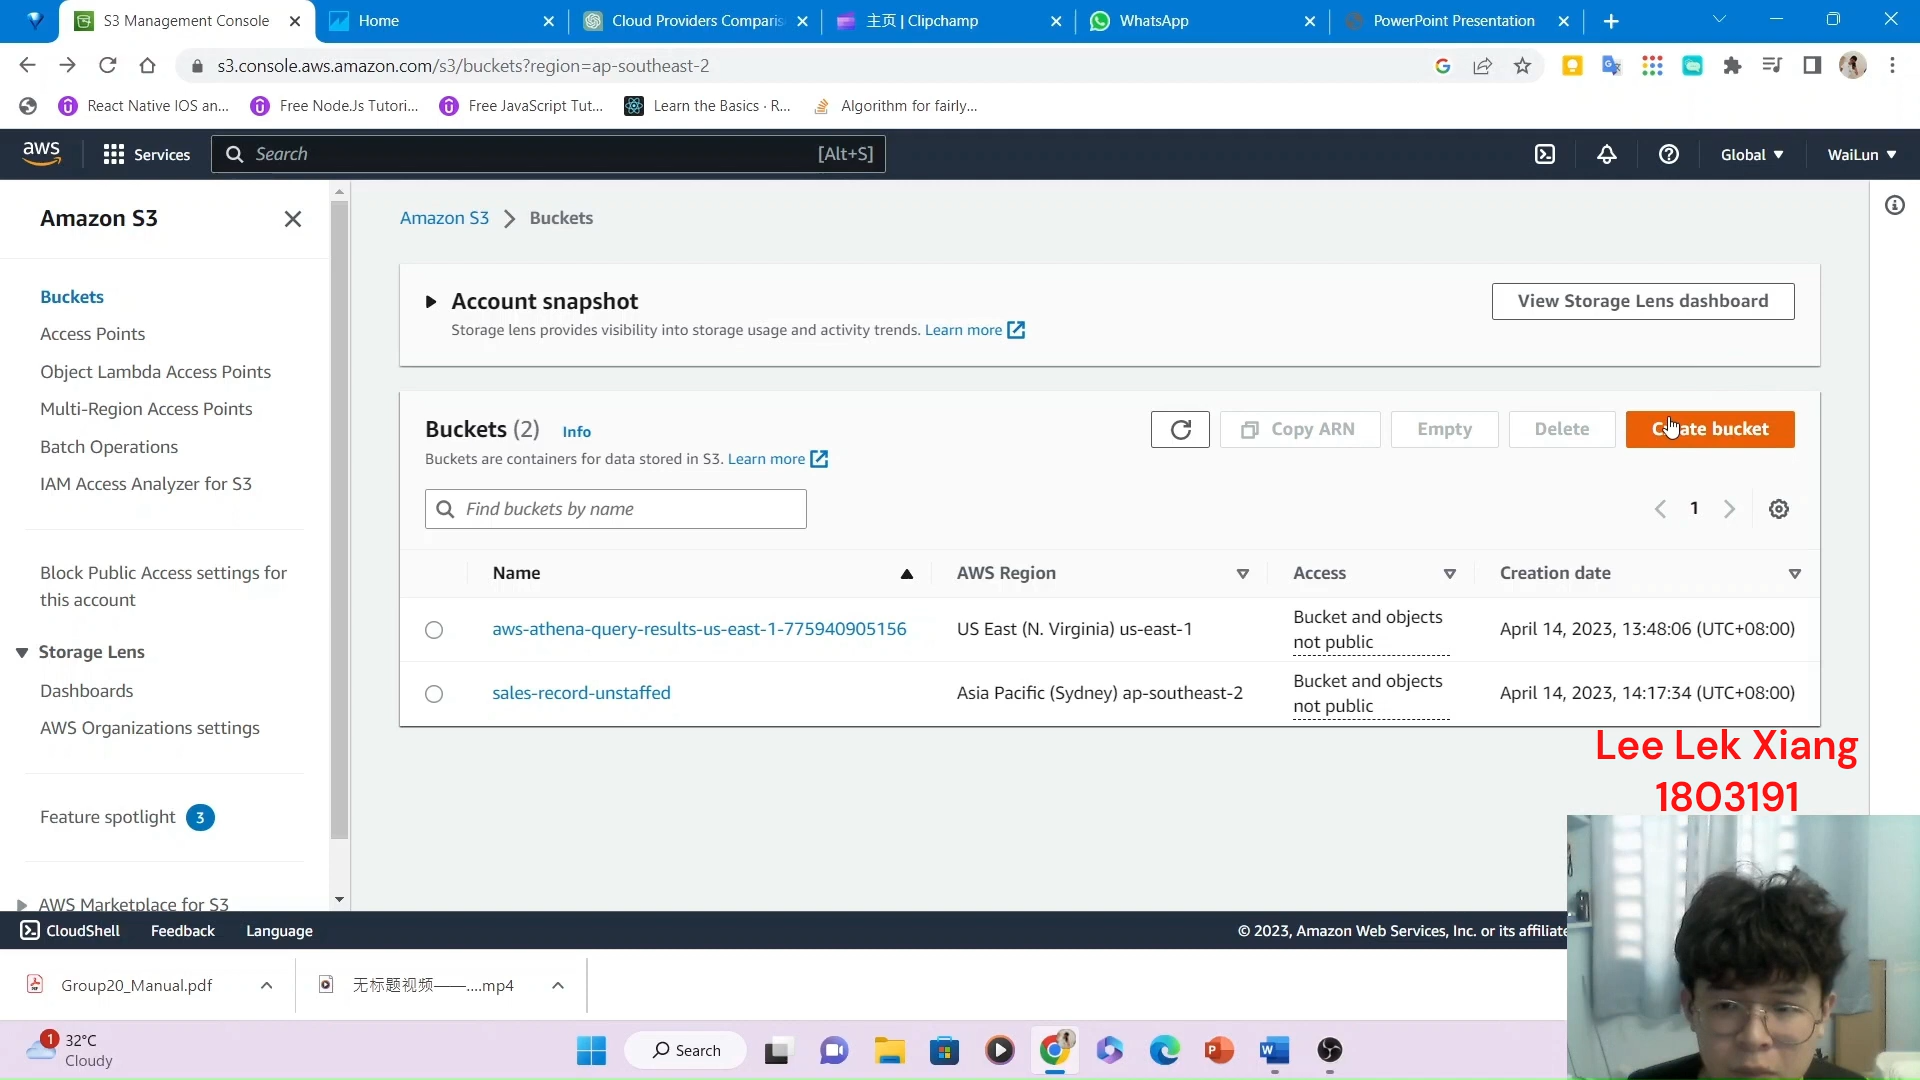 S3 Management Console
Home
Cloud Providers Comparis
主页 | Clipchamp
WhatsApp
PowerPoint Presentation
s3.console.aws.amazon.com/s3/buckets?region=ap-southeast-2
React Native IOS an...
Free Node.Js Tutori...
Free JavaScript Tut...
Learn the Basics · R...
Algorithm for fairly...
aws
Services
Search
[Alt+S]
Global
WaiLun
Amazon S3
Buckets
Access Points
Object Lambda Access Points
Multi-Region Access Points
Batch Operations
IAM Access Analyzer for S3
Block Public Access settings for
this account
Storage Lens
Dashboards
AWS Organizations settings
Feature spotlight 3
AWS Marketplace for S3
Amazon S3 > Buckets
Account snapshot
Storage lens provides visibility into storage usage and activity trends. Learn more
View Storage Lens dashboard
Buckets (2) Info
Buckets are containers for data stored in S3. Learn more
Copy ARN
Empty
Delete
Create bucket
Find buckets by name
1
Name
AWS Region
Access
Creation date
aws-athena-query-results-us-east-1-775940905156
US East (N. Virginia) us-east-1
Bucket and objects
not public
April 14, 2023, 13:48:06 (UTC+08:00)
sales-record-unstaffed
Asia Pacific (Sydney) ap-southeast-2
Bucket and objects
not public
April 14, 2023, 14:17:34 (UTC+08:00)
Lee Lek Xiang
1803191
CloudShell
Feedback
Language
© 2023, Amazon Web Services, Inc. or its affiliate
Group20_Manual.pdf
无标题视频——....mp4
1
32°C
Cloudy
Search